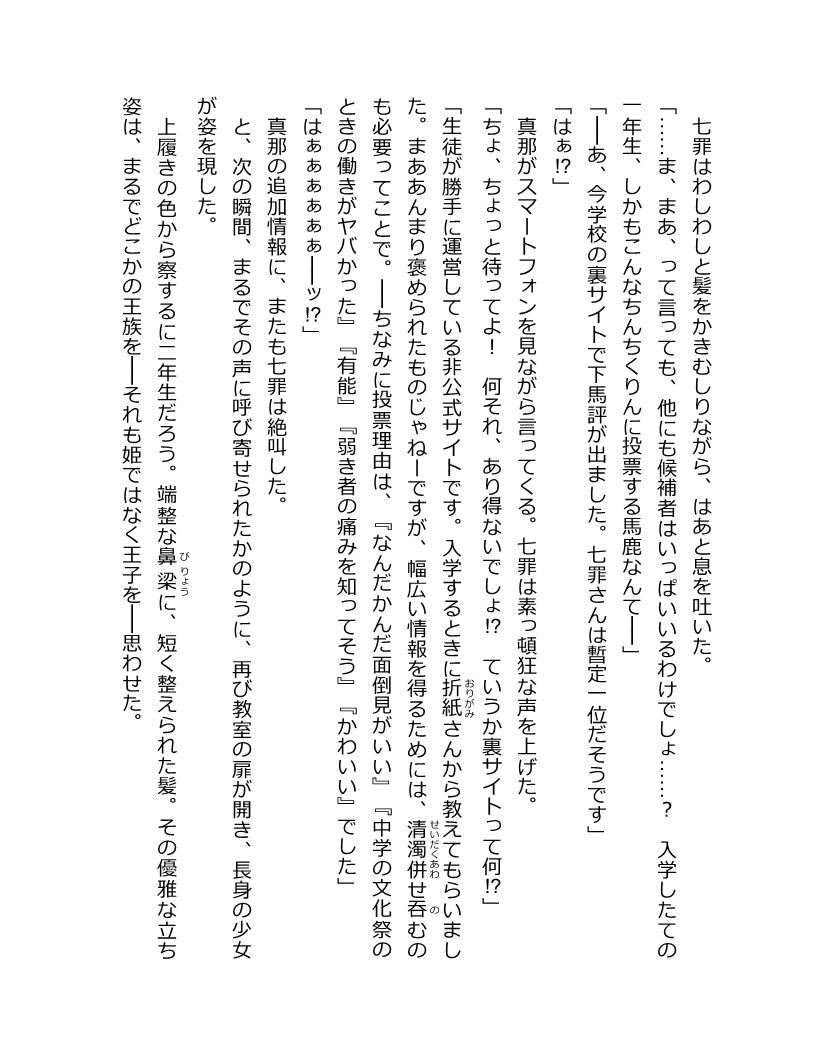 七罪はわしわしと髪をかきむしりながら、はあと息を吐いた。
「……ま、まあ、って言っても、他にも候補者はいっぱいいるわけでしょ……？　入学したての
一年生、しかもこんなちんちくりんに投票する馬鹿なんて――」
「――あ、今学校の裏サイトで下馬評が出ました。七罪さんは暫定一位だそうです」
「はぁ!?」
　真那がスマートフォンを見ながら言ってくる。七罪は素っ頓狂な声を上げた。
「ちょ、ちょっと待ってよ！　何それ、あり得ないでしょ!?　ていうか裏サイトって何!?」
「生徒が勝手に運営している非公式サイトです。入学するときに折紙さんから教えてもらいまし
た。まああんまり褒められたものじゃねーですが、幅広い情報を得るためには、清濁併せ呑むの
も必要ってことで。――ちなみに投票理由は、『なんだかんだ面倒見がいい』『中学の文化祭の
ときの働きがヤバかった』『有能』『弱き者の痛みを知ってそう』『かわいい』でした」
「はぁぁぁぁぁぁ――ッ!?」
　真那の追加情報に、またも七罪は絶叫した。
　と、次の瞬間、まるでその声に呼び寄せられたかのように、再び教室の扉が開き、長身の少女
が姿を現した。
　上履きの色から察するに二年生だろう。端整な鼻梁に、短く整えられた髪。その優雅な立ち
姿は、まるでどこかの王族を――それも姫ではなく王子を――思わせた。